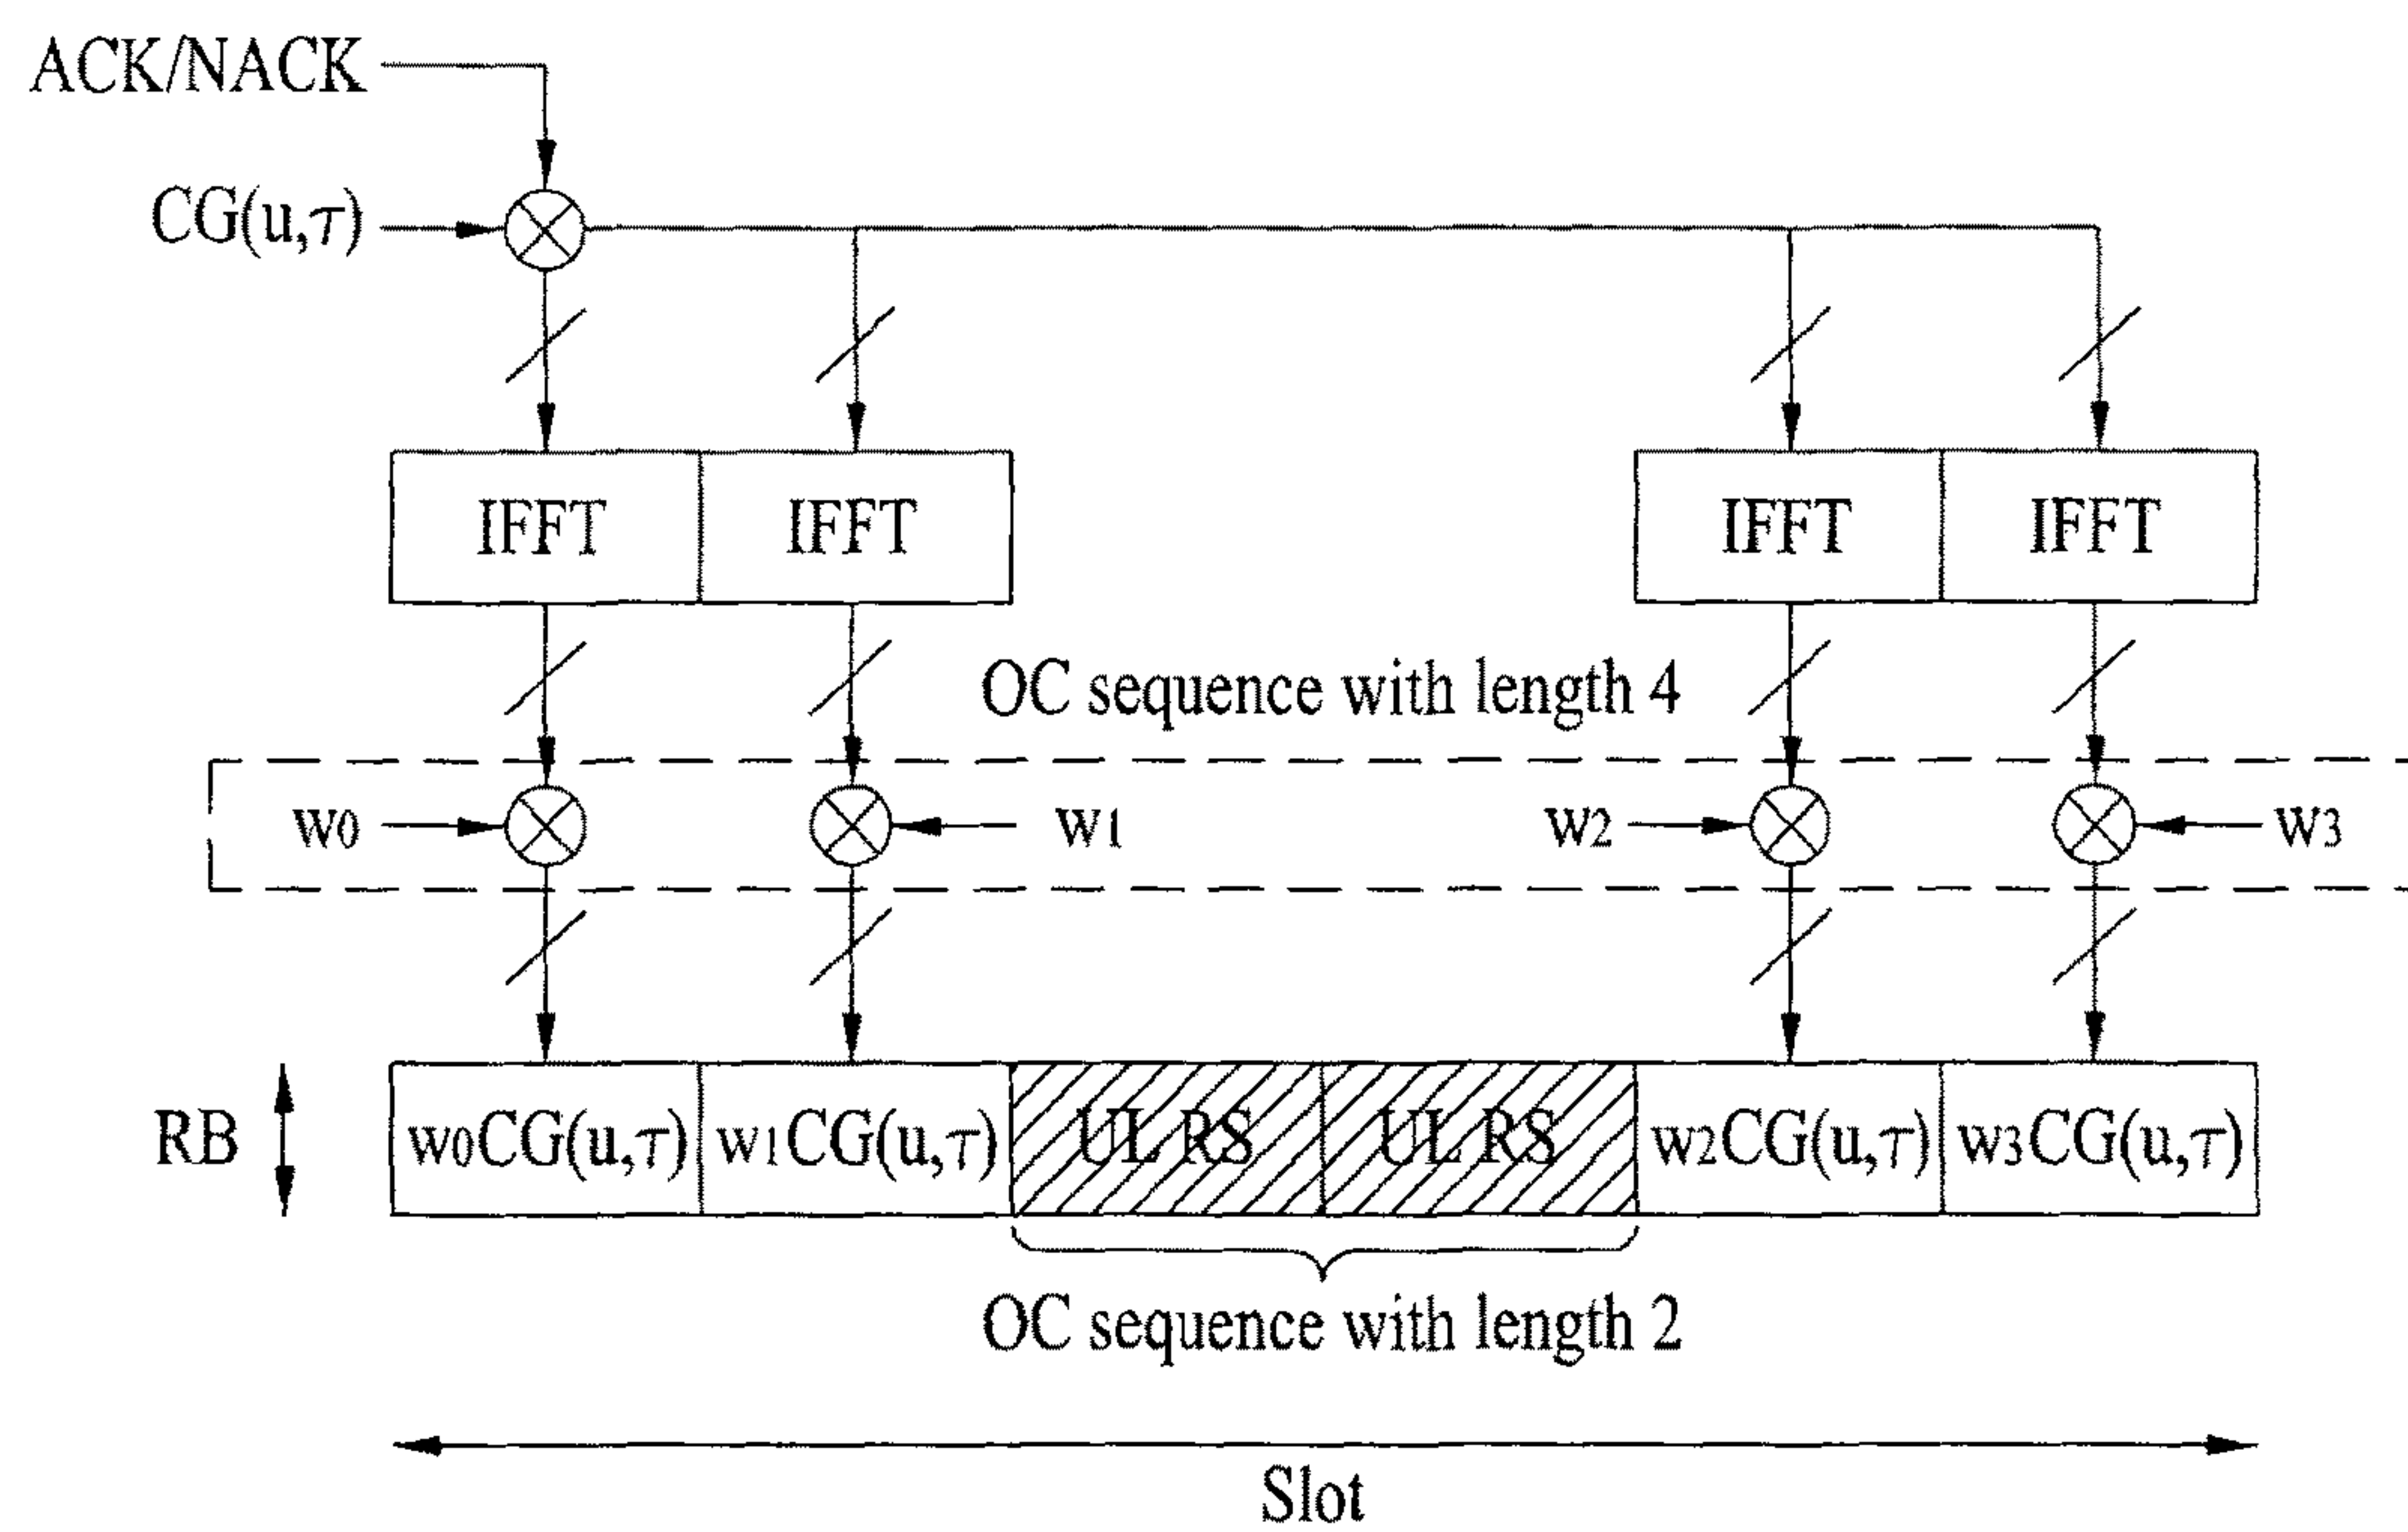 ACK/NACK
CG(u,τ)
IFFT IFFT IFFT IFFT
OC sequence with length 4
w0 w1 w2 w3
RB w0CG(u,τ) w1CG(u,τ) UL RS UL RS w2CG(u,τ) w3CG(u,τ)
OC sequence with length 2
Slot